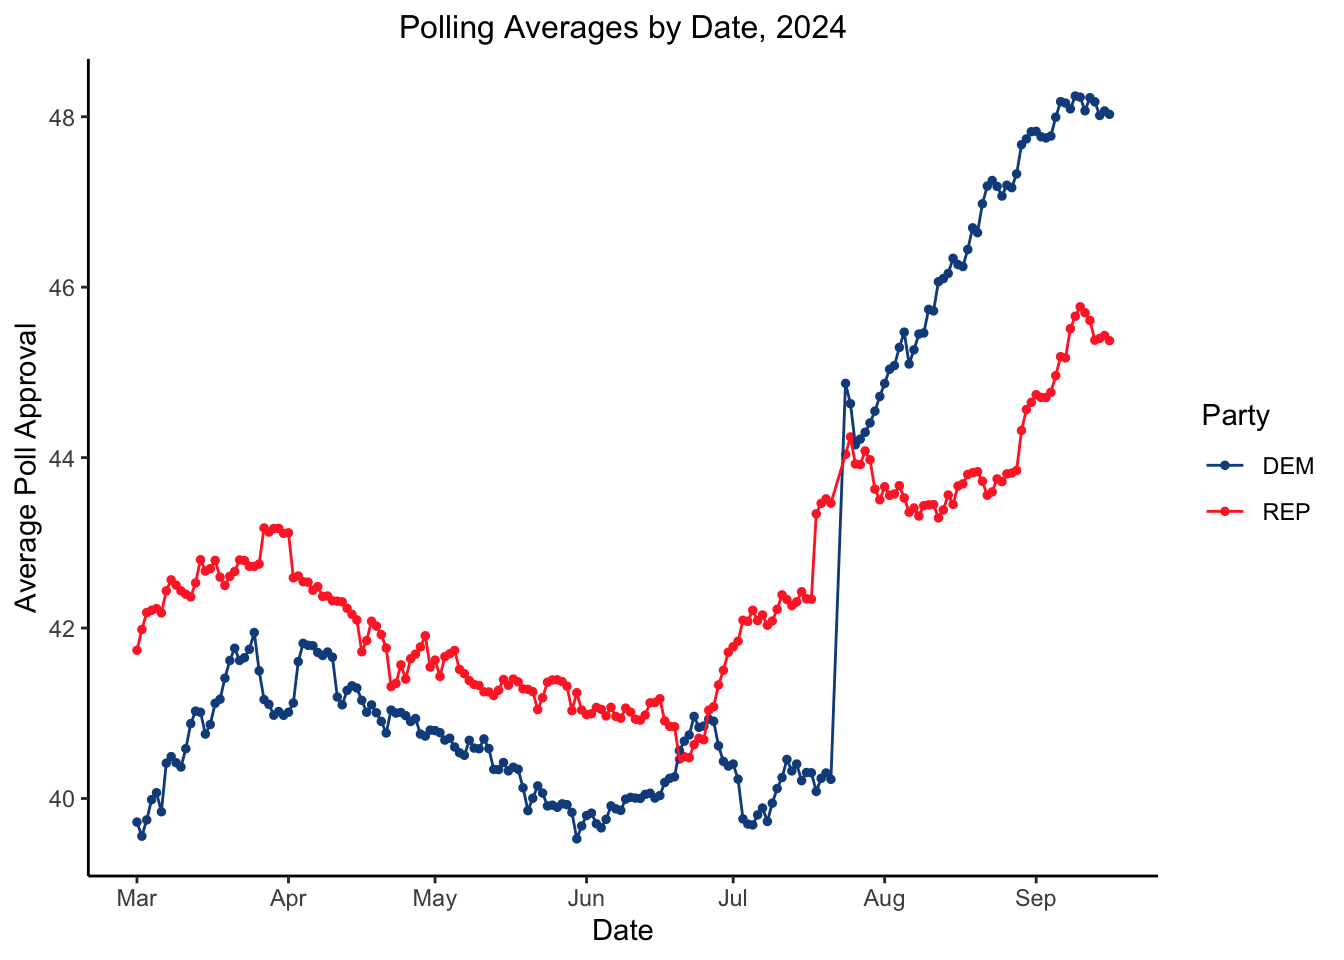 Polling Averages by Date, 2024
Average Poll Approval
48
46
44
42
40
Mar Apr May Jun Jul Aug Sep
Date
Party
DEM
REP